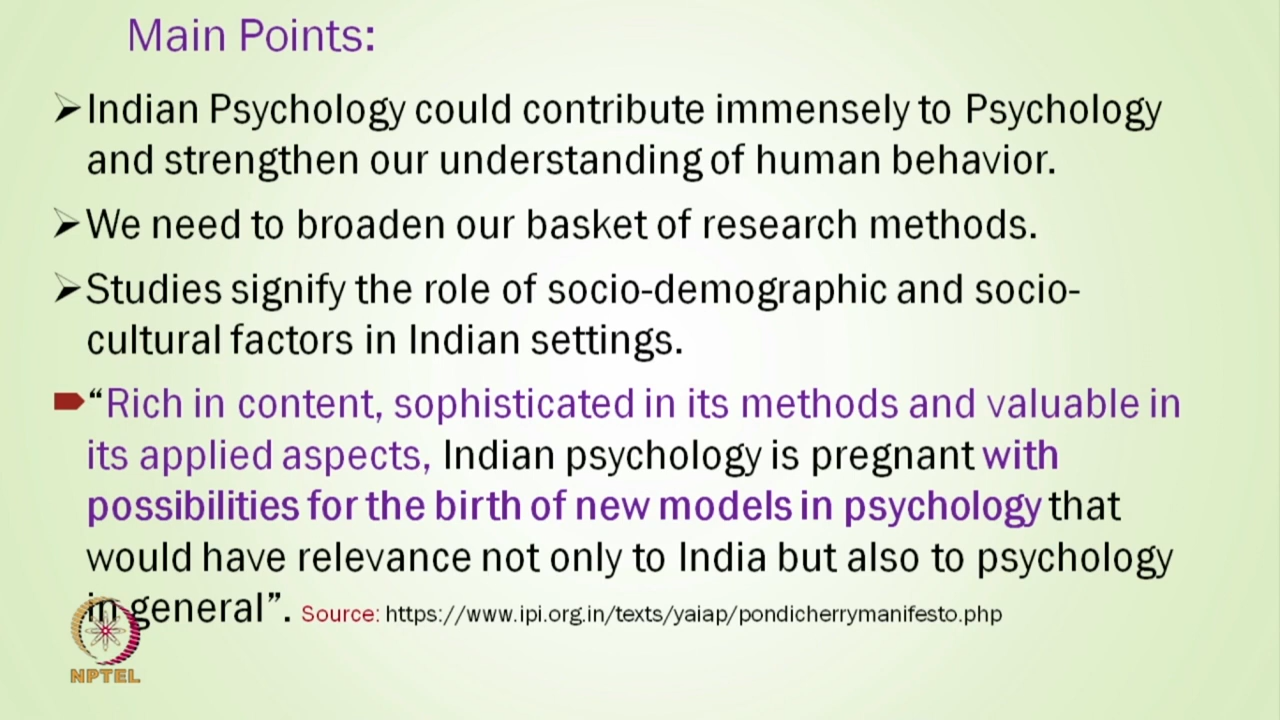 Main Points:
➢Indian Psychology could contribute immensely to Psychology
and strengthen our understanding of human behavior.
➢We need to broaden our basket of research methods.
➢Studies signify the role of socio-demographic and socio-
cultural factors in Indian settings.
“Rich in content, sophisticated in its methods and valuable in
its applied aspects, Indian psychology is pregnant with
possibilities for the birth of new models in psychology that
would have relevance not only to India but also to psychology
in general”. Source: https://www.ipi.org.in/texts/yaiap/pondicherrymanifesto.php
NPTEL